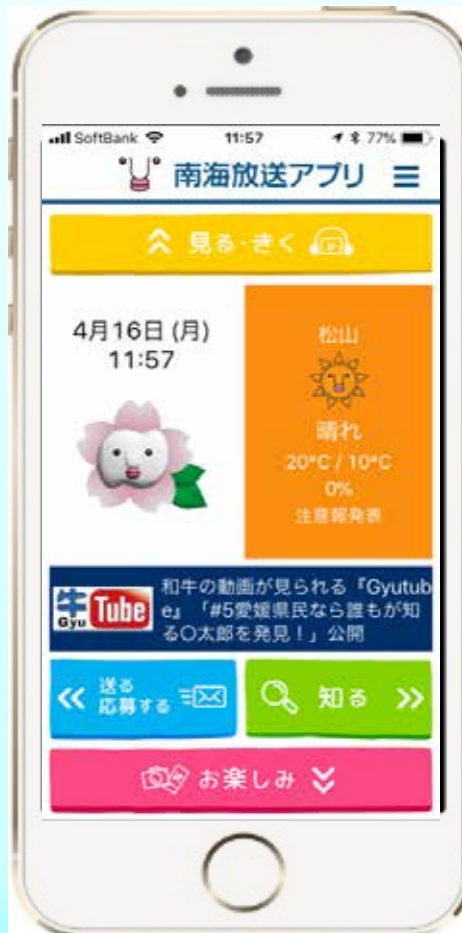 SoftBank 11:57 77%
南海放送アプリ
見る・きく
4月16日(月)
11:57
松山
晴れ
20°C / 10°C
0%
注意報発表
牛 Tube
Gyu
和牛の動画が見られる『Gyutub
e』「#5愛媛県民なら誰もが知
る〇太郎を発見！」公開
送る
応募する
知る
お楽しみ